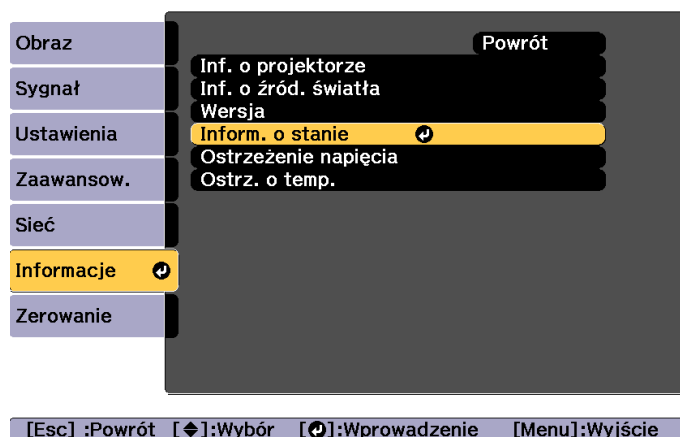 Obraz
Sygnał
Ustawienia
Zaawansow.
Sieć
Informacje
Zerowanie
Powrót
Inf. o projektorze
Inf. o źród. światła
Wersja
Inform. o stanie
Ostrzeżenie napięcia
Ostrz. o temp.
[Esc] :Powrót [◆]:Wybór [⏎]:Wprowadzenie [Menu]:Wyjście